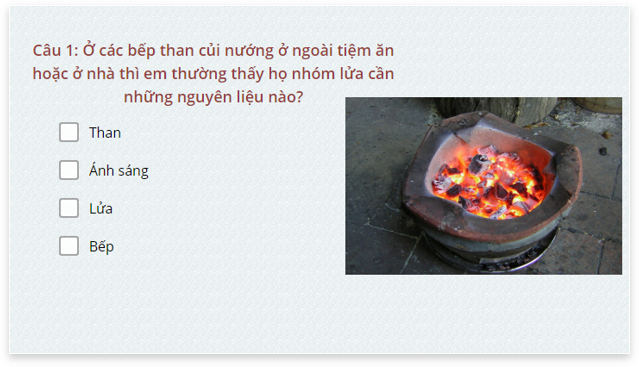 Câu 1: Ở các bếp than củi nướng ở ngoài tiệm ăn
hoặc ở nhà thì em thường thấy họ nhóm lửa cần
những nguyên liệu nào?
Than
Ánh sáng
Lửa
Bếp